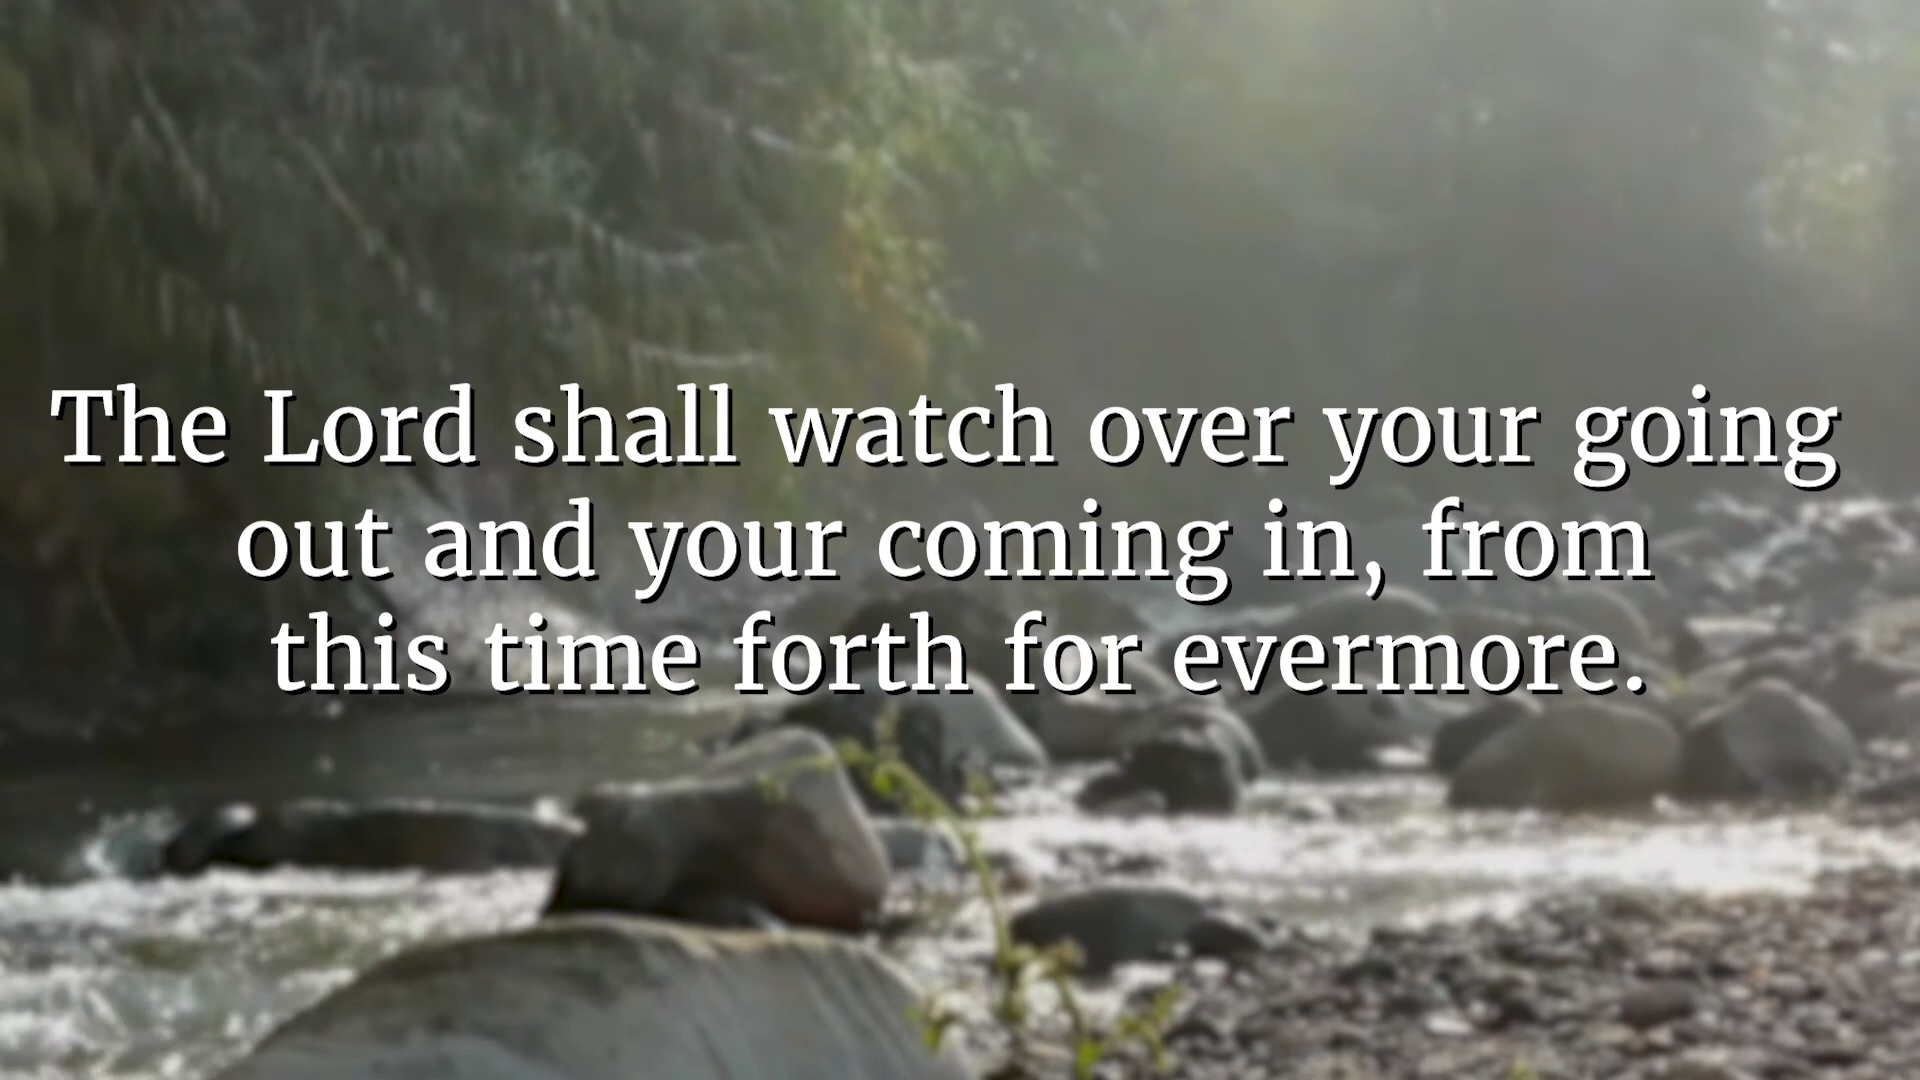 The Lord shall watch over your going
out and your coming in, from
this time forth for evermore.